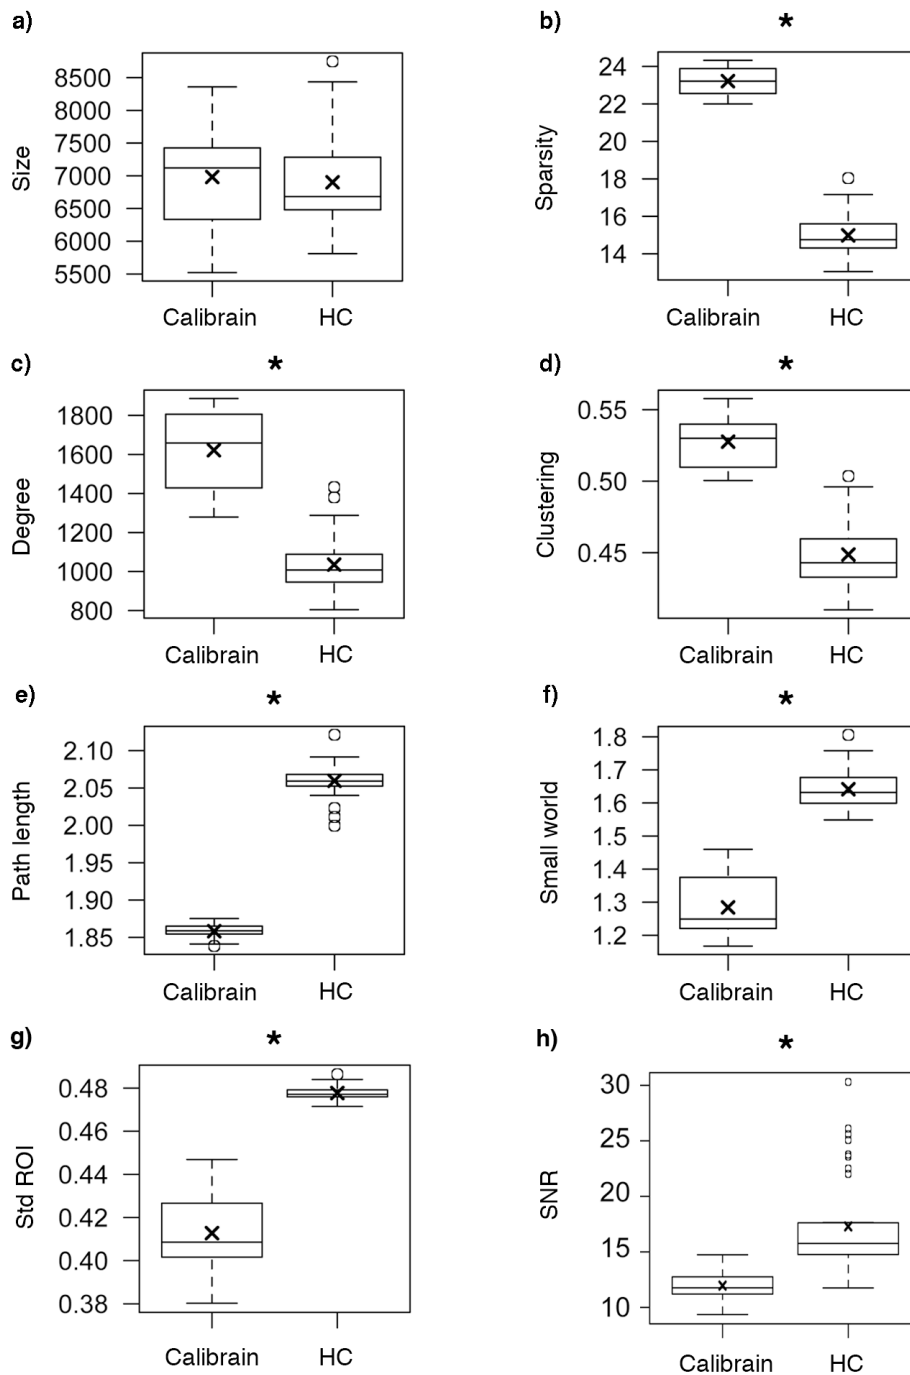 a)
Size
8500
8000
7500
7000
6500
6000
5500
Calibrain HC
b) *
Sparsity
24
22
20
18
16
14
Calibrain HC
c) *
Degree
1800
1600
1400
1200
1000
800
Calibrain HC
d) *
Clustering
0.55
0.50
0.45
Calibrain HC
e) *
Path length
2.10
2.05
2.00
1.95
1.90
1.85
Calibrain HC
f) *
Small world
1.8
1.7
1.6
1.5
1.4
1.3
1.2
Calibrain HC
g) *
Std ROI
0.48
0.46
0.44
0.42
0.40
0.38
Calibrain HC
h) *
SNR
30
25
20
15
10
Calibrain HC